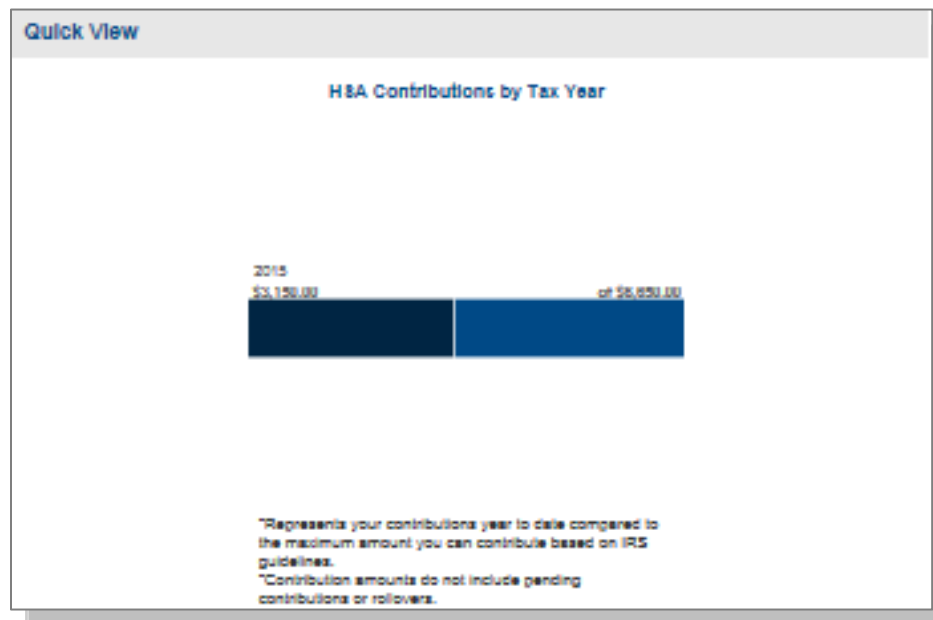 Quick View
HSA Contributions by Tax Year
2015
$3,150.00 of $6,650.00
*Represents your contributions year to date compared to
the maximum amount you can contribute based on IRS
guidelines.
*Contribution amounts do not include pending
contributions or rollovers.